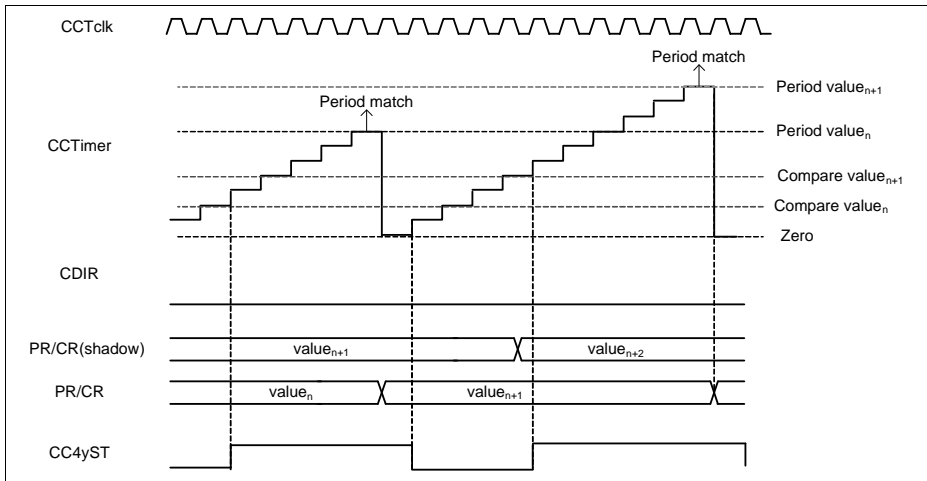 CCTclk
Period match
Period value n+1
Period match
CCTimer
Period value n
Compare value n+1
Compare value n
Zero
CDIR
PR/CR(shadow)
value n+1
value n+2
PR/CR
value n
value n+1
CC4yST